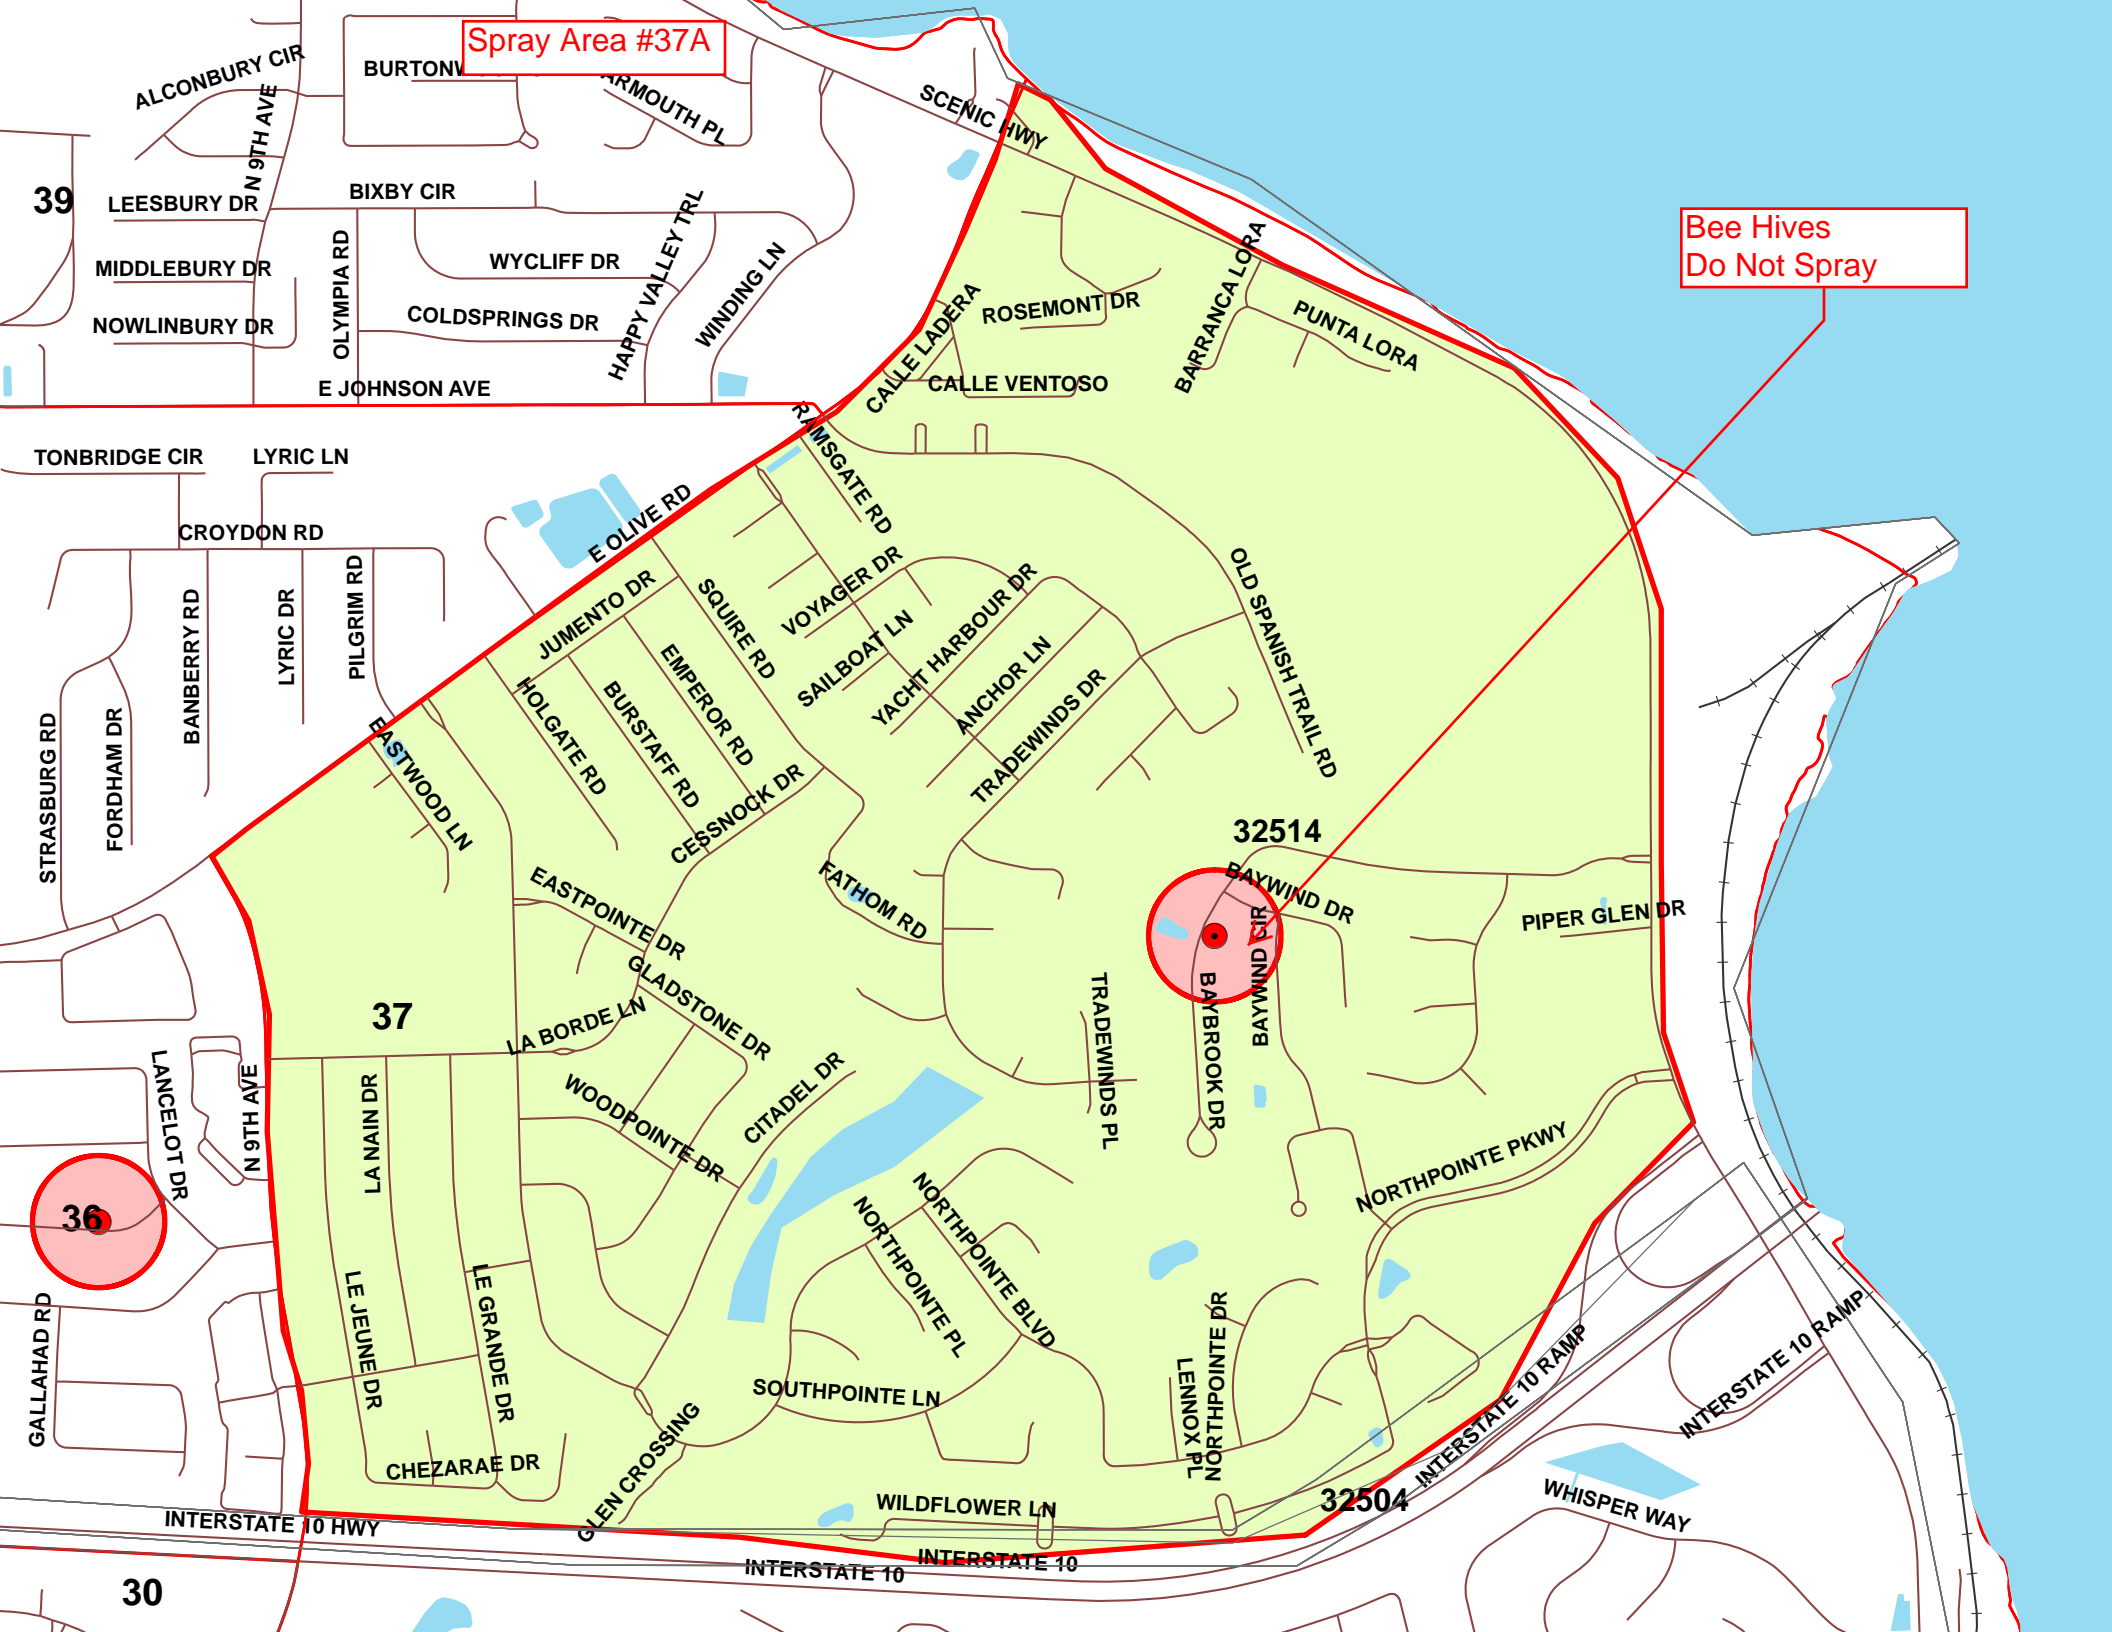 Spray Area #37A
ALCONBURY CIR
N 9TH AVE
SCENIC HWY
39
LEESBURY DR
BIXBY CIR
HAPPY VALLEY TRL
WINDING LN
Bee Hives
Do Not Spray
MIDDLEBURY DR
OLYMPIA RD
WYCLIFF DR
NOWLINBURY DR
COLDSPRINGS DR
CALLE LADERA
ROSEMONT DR
BARRANCA LORA
PUNTA LORA
E JOHNSON AVE
CALLE VENTOSO
RAMSGATE RD
TONBRIDGE CIR
LYRIC LN
CROYDON RD
E OLIVE RD
BANBERRY RD
LYRIC DR
PILGRIM RD
JUMENTO DR
SQUIRE RD
VOYAGER DR
SAILBOAT LN
YACHT HARBOUR DR
ANCHOR LN
TRADEWINDS DR
OLD SPANISH TRAIL RD
STRASBURG RD
FORDHAM DR
EASTWOOD LN
HOLGATE RD
BURSTAFF RD
EMPEROR RD
CESSNOCK DR
32514
EASTPOINTE DR
FATHOM RD
BAYWIND DR
BAYWIND CIR
PIPER GLEN DR
37
LA BORDE LN
GLADSTONE DR
TRADEWINDS PL
BAYBROOK DR
LANCELOT DR
N 9TH AVE
LA NAIN DR
WOODPOINTE DR
CITADEL DR
NORTHPOINTE PKWY
36
NORTHPOINTE PL
NORTHPOINTE BLVD
GALLAHAD RD
LE JEUNE DR
LE GRANDE DR
SOUTHPOINTE LN
LENNOX PL
NORTHPOINTE DR
INTERSTATE 10 RAMP
INTERSTATE 10 RAMP
CHEZARAE DR
GLEN CROSSING
WILDFLOWER LN
32504
WHISPER WAY
INTERSTATE 10 HWY
INTERSTATE 10
INTERSTATE 10
30